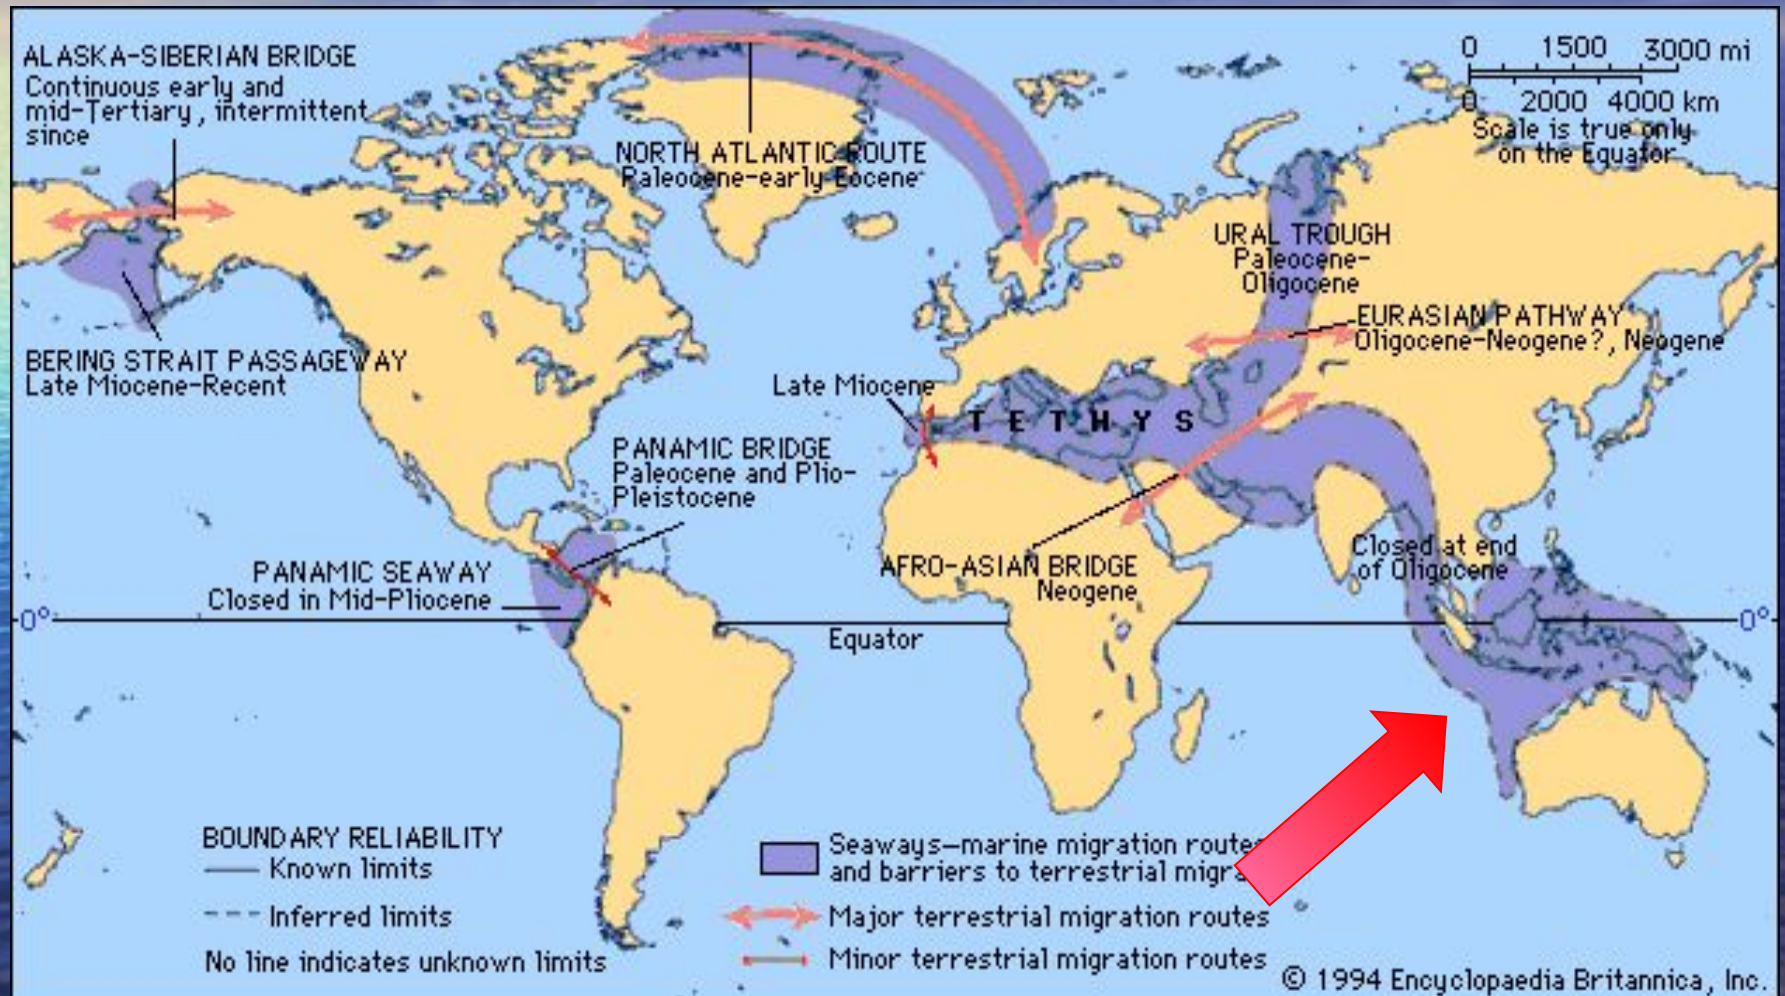 ALASKA-SIBERIAN BRIDGE
Continuous early and
mid-Tertiary, intermittent
since
0 1500 3000 mi
0 2000 4000 km
Scale is true only
on the Equator
NORTH ATLANTIC ROUTE
Paleocene-early Eocene
URAL TROUGH
Paleocene-
Oligocene
EURASIAN PATHWAY
Oligocene-Neogene?, Neogene
BERING STRAIT PASSAGEWAY
Late Miocene-Recent
Late Miocene
TETHYS
PANAMIC BRIDGE
Paleocene and Plio-
Pleistocene
Closed at end
of Oligocene
AFRO-ASIAN BRIDGE
Neogene
PANAMIC SEAWAY
Closed in Mid-Pliocene
0°
0°
Equator
BOUNDARY RELIABILITY
Known limits
Inferred limits
No line indicates unknown limits
Seaways—marine migration routes
and barriers to terrestrial migra
Major terrestrial migration routes
Minor terrestrial migration routes
© 1994 Encyclopaedia Britannica, Inc.